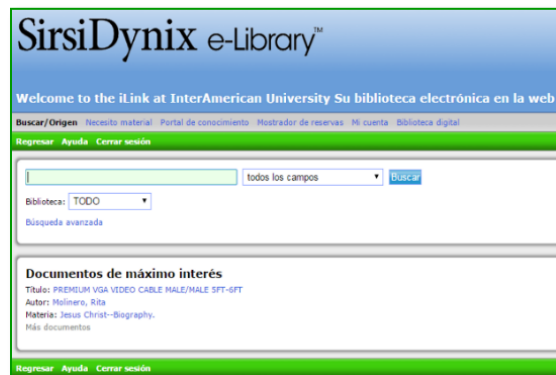 SirsiDynix e-Library™
Welcome to the iLink at InterAmerican University Su biblioteca electrónica en la web
Buscar/Origen Necesito material Portal de conocimiento Mostrador de reservas Mi cuenta Biblioteca digital
Regresar Ayuda Cerrar sesión
todos los campos Buscar
Biblioteca: TODO
Búsqueda avanzada
Documentos de máximo interés
Título: PREMIUM VGA VIDEO CABLE MALE/MALE 5FT-6FT
Autor: Molinero, Rita
Materia: Jesus Christ--Biography.
Más documentos
Regresar Ayuda Cerrar sesión